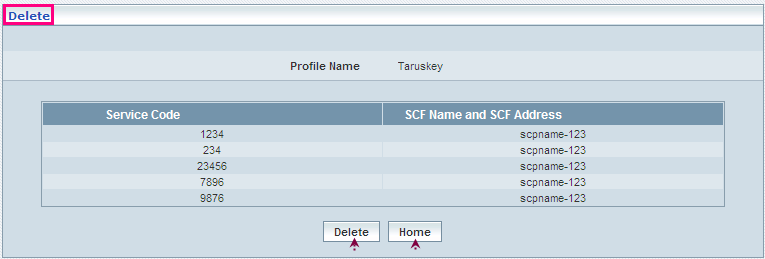 Delete
Profile Name Taruskey
Service Code SCF Name and SCF Address
1234 scpname-123
234 scpname-123
23456 scpname-123
7896 scpname-123
9876 scpname-123
Delete Home